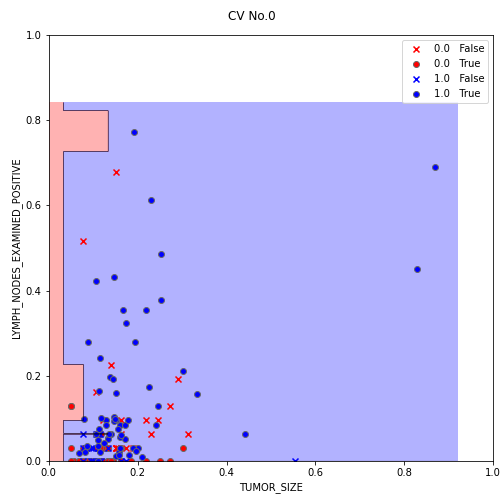 CV No.0
1.0
0.8
0.6
0.4
0.2
0.0
LYMPH_NODES_EXAMINED_POSITIVE
0.0 False
0.0 True
1.0 False
1.0 True
0.0 0.2 0.4 0.6 0.8 1.0
TUMOR_SIZE